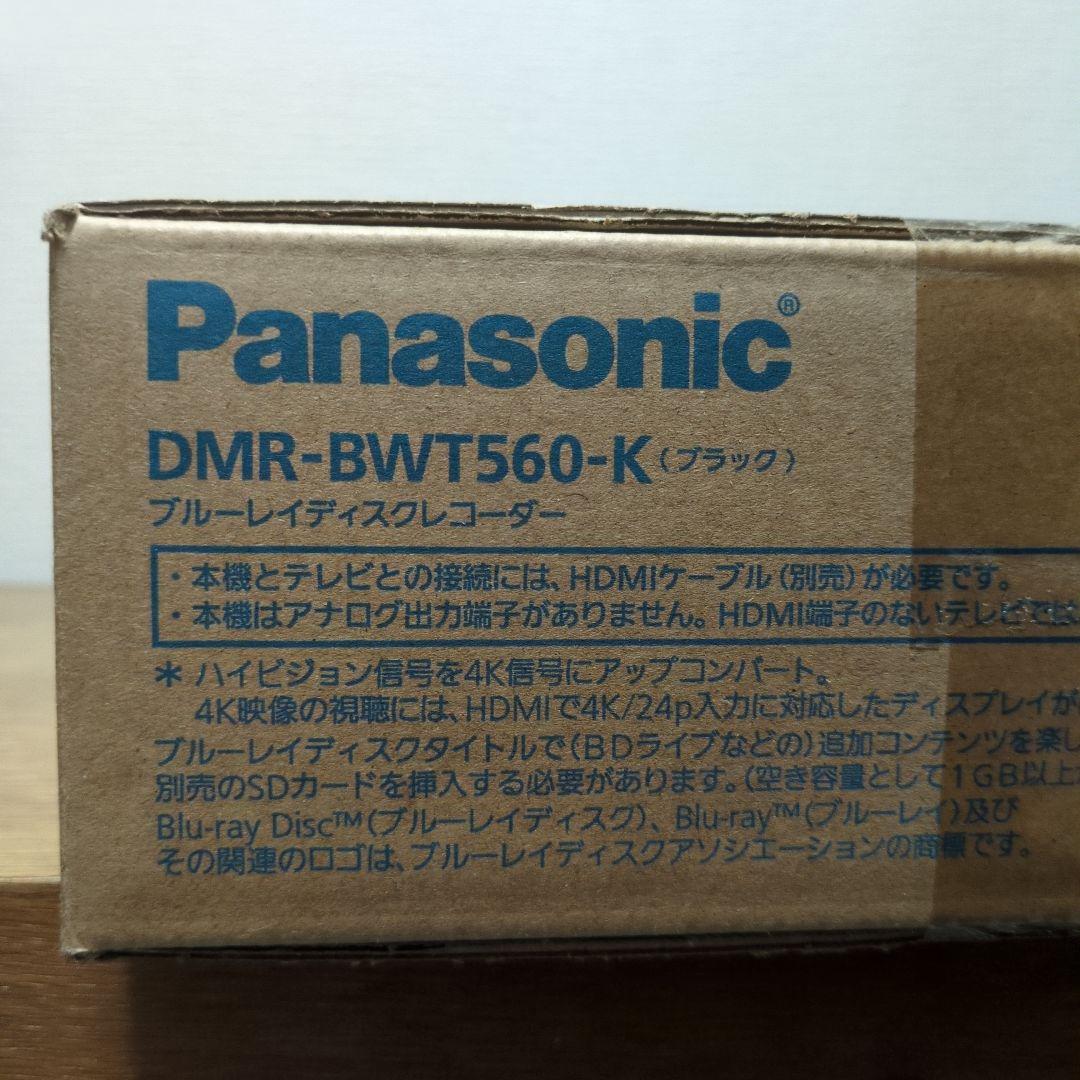 Panasonic®
DMR-BWT560-K(ブラック)
ブルーレイディスクレコーダー
・本機とテレビとの接続には、HDMIケーブル(別売)が必要です。
・本機はアナログ出力端子がありません。HDMI端子のないテレビでは
＊ ハイビジョン信号を4K信号にアップコンバート。
4K映像の視聴には、HDMIで4K/24p入力に対応したディスプレイが
ブルーレイディスクタイトルで(BDライブなどの)追加コンテンツを楽し
別売のSDカードを挿入する必要があります。(空き容量として1GB以上
Blu-ray Disc™(ブルーレイディスク)、Blu-ray™(ブルーレイ)及び
その関連のロゴは、ブルーレイディスクアソシエーションの商標です。